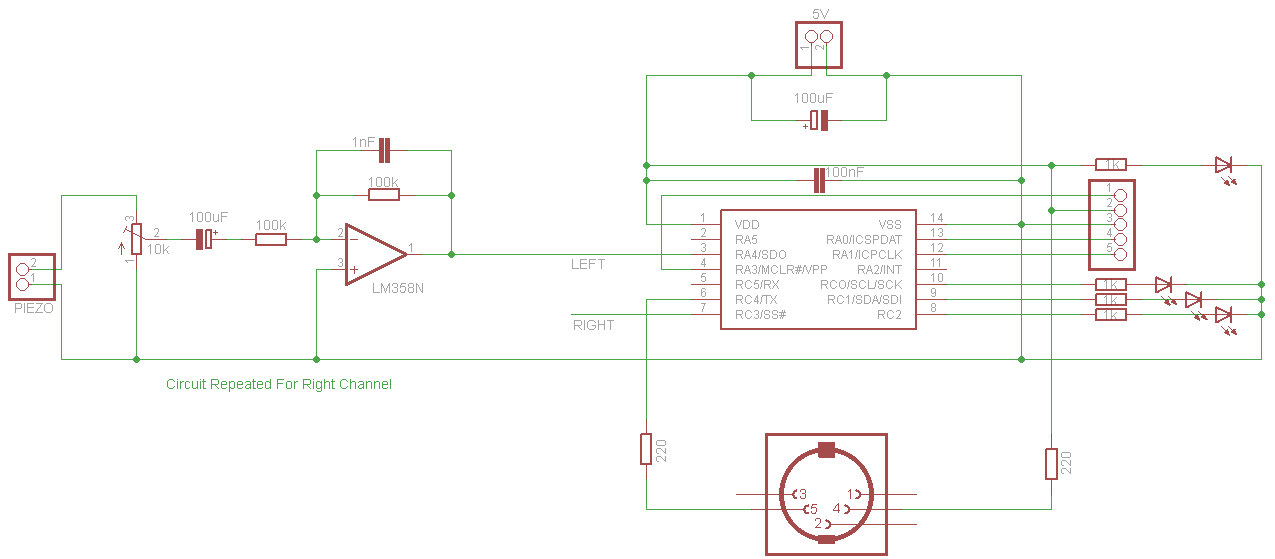 5V
1
2
100uF
+
1nF
100k
100nF
1k
3
2
10k
1
100uF
+
100k
2
−
1
3
+
LM358N
2
1
PIEZO
LEFT
RIGHT
1 VDD VSS 14
2 RA5 RA0/ICSPDAT 13
3 RA4/SDO RA1/ICPCLK 12
4 RA3/MCLR#/VPP RA2/INT 11
5 RC5/RX RC0/SCL/SCK 10
6 RC4/TX RC1/SDA/SDI 9
7 RC3/SS# RC2 8
1
2
3
4
5
1k
1k
1k
Circuit Repeated For Right Channel
220
220
3 1
5 4
2